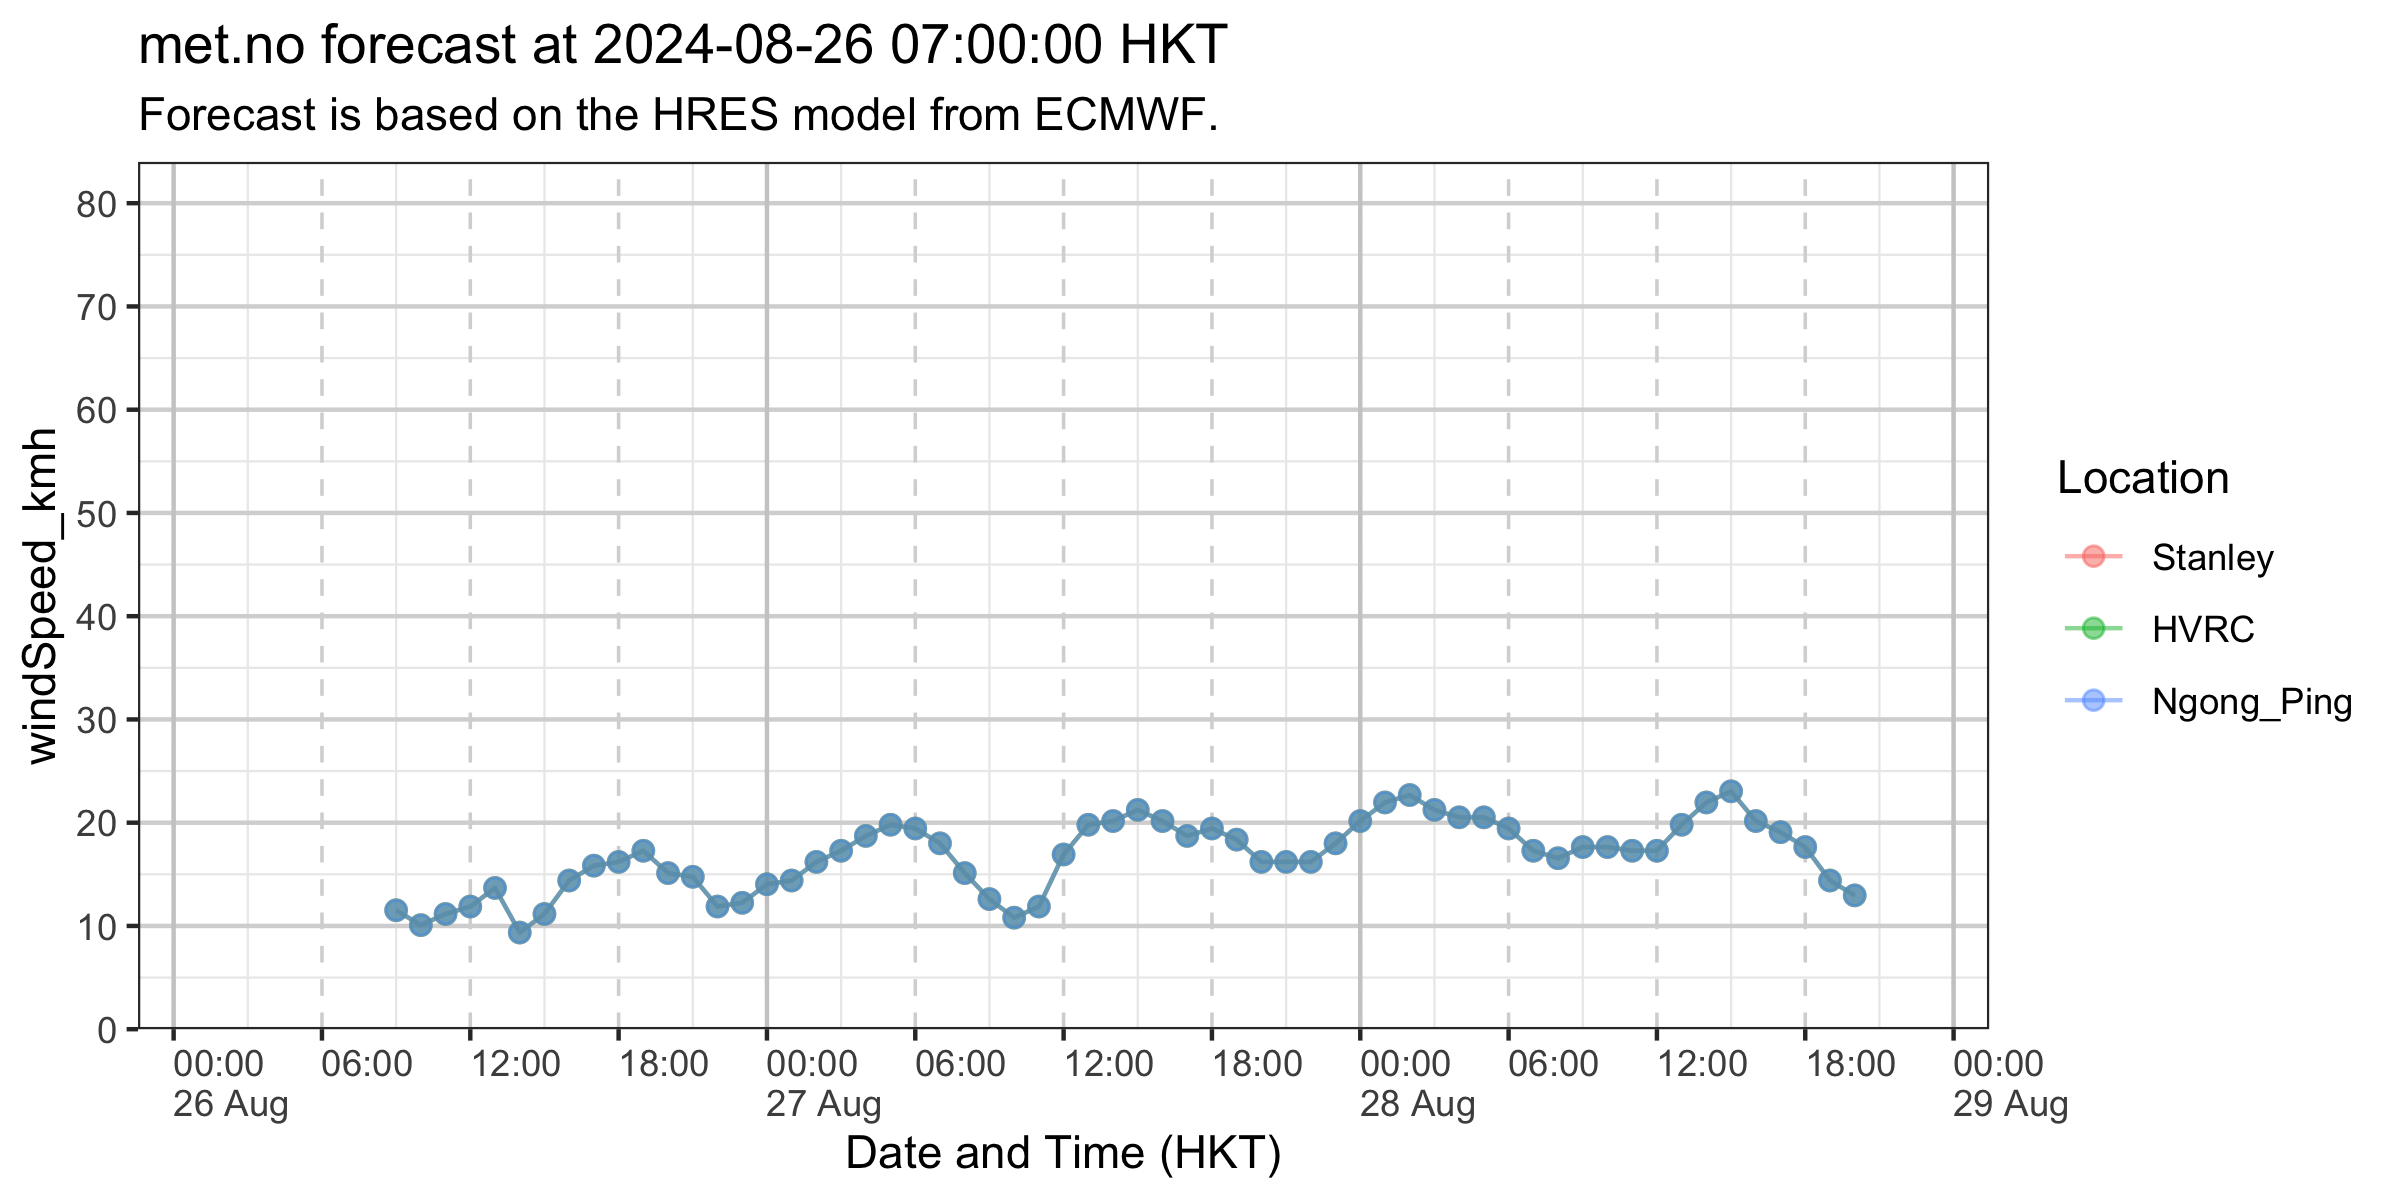 met.no forecast at 2024-08-26 07:00:00 HKT
Forecast is based on the HRES model from ECMWF.
windSpeed_kmh
80
70
60
50
40
30
20
10
0
00:00 06:00 12:00 18:00 00:00 06:00 12:00 18:00 00:00 06:00 12:00 18:00 00:00
26 Aug 27 Aug 28 Aug 29 Aug
Date and Time (HKT)
Location
Stanley
HVRC
Ngong_Ping